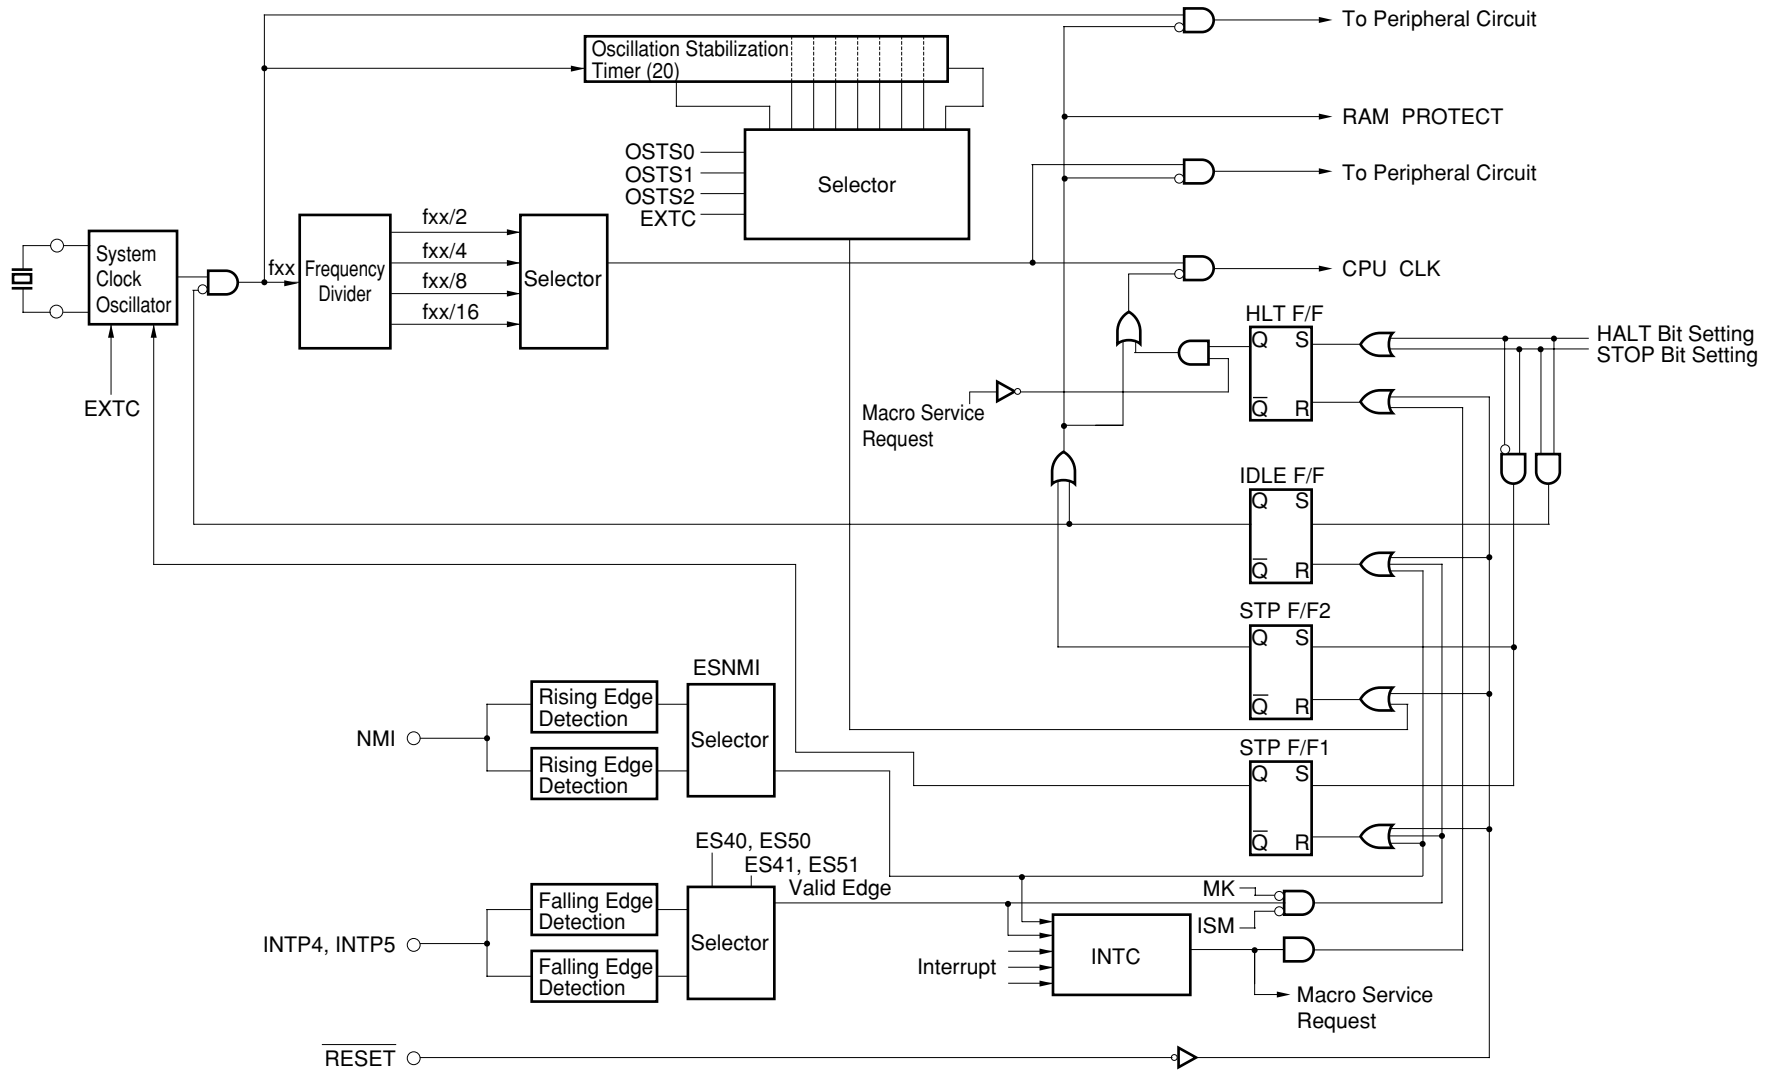 To Peripheral Circuit
Oscillation Stabilization
Timer (20)
RAM PROTECT
OSTS0
OSTS1
OSTS2
EXTC
Selector
To Peripheral Circuit
System
Clock
Oscillator
fxx
Frequency
Divider
fxx/2
fxx/4
fxx/8
fxx/16
Selector
CPU CLK
EXTC
HLT F/F
Q S
Q̅ R
HALT Bit Setting
STOP Bit Setting
Macro Service
Request
IDLE F/F
Q S
Q̅ R
STP F/F2
Q S
Q̅ R
ESNMI
NMI
Rising Edge
Detection
Rising Edge
Detection
Selector
STP F/F1
Q S
Q̅ R
ES40, ES50
ES41, ES51
Valid Edge
INTP4, INTP5
Falling Edge
Detection
Falling Edge
Detection
Selector
MK
ISM
Interrupt
INTC
Macro Service
Request
R̅E̅S̅E̅T̅